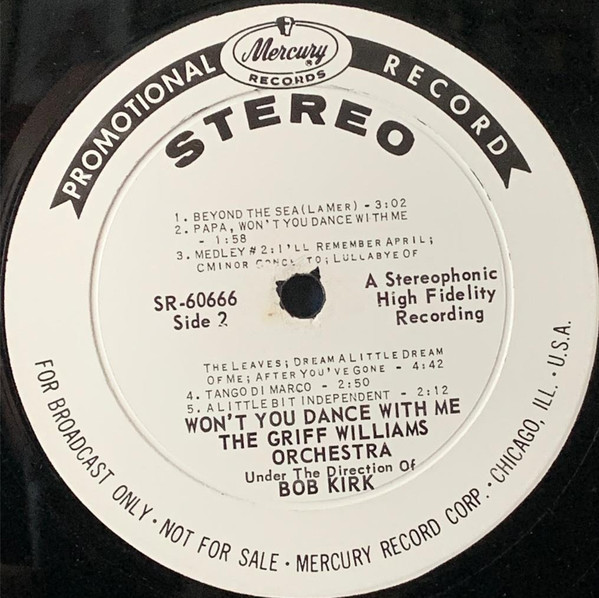 PROMOTIONAL RECORD
Mercury ®
RECORDS
STEREO
1. BEYOND THE SEA (LA MER) - 3:02
2. PAPA, WON'T YOU DANCE WITH ME
- 1:58
3. MEDLEY #2: I'LL REMEMBER APRIL;
C MINOR TO; LULLABYE OF
SR-60666
Side 2
A Stereophonic
High Fidelity
Recording
THE LEAVES; DREAM A LITTLE DREAM
OF ME; AFTER YOU'VE GONE - 4:42
4. TANGO DI MARCO - 2:50
5. A LITTLE BIT INDEPENDENT - 2:12
WON'T YOU DANCE WITH ME
THE GRIFF WILLIAMS
ORCHESTRA
Under The Direction Of
BOB KIRK
FOR BROADCAST ONLY · NOT FOR SALE · MERCURY RECORD CORP. · CHICAGO, ILL. · U.S.A.